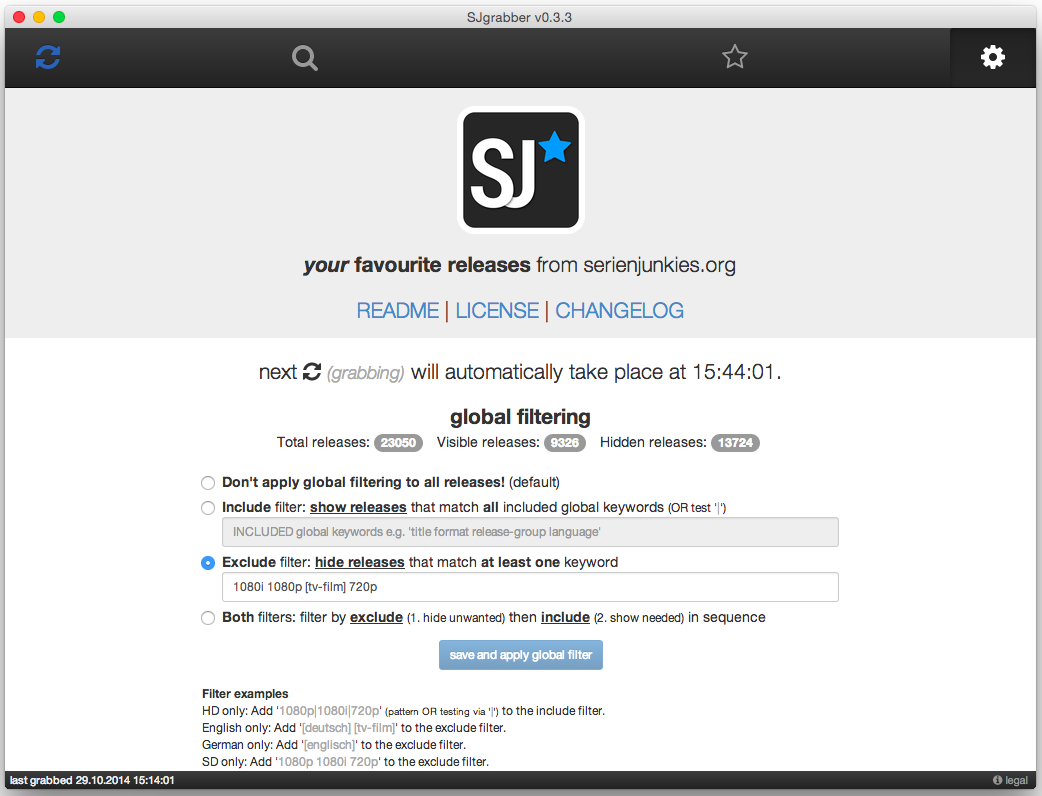 SJgrabber v0.3.3
SJ
your favourite releases from serienjunkies.org
README | LICENSE | CHANGELOG
next (grabbing) will automatically take place at 15:44:01.
global filtering
Total releases: 23050 Visible releases: 9326 Hidden releases: 13724
Don't apply global filtering to all releases! (default)
Include filter: show releases that match all included global keywords (OR test '|')
INCLUDED global keywords e.g. 'title format release-group language'
Exclude filter: hide releases that match at least one keyword
1080i 1080p [tv-film] 720p
Both filters: filter by exclude (1. hide unwanted) then include (2. show needed) in sequence
save and apply global filter
Filter examples
HD only: Add '1080p|1080i|720p' (pattern OR testing via '|') to the include filter.
English only: Add '[deutsch] [tv-film]' to the exclude filter.
German only: Add '[englisch]' to the exclude filter.
SD only: Add '1080p 1080i 720p' to the exclude filter.
last grabbed 29.10.2014 15:14:01 legal